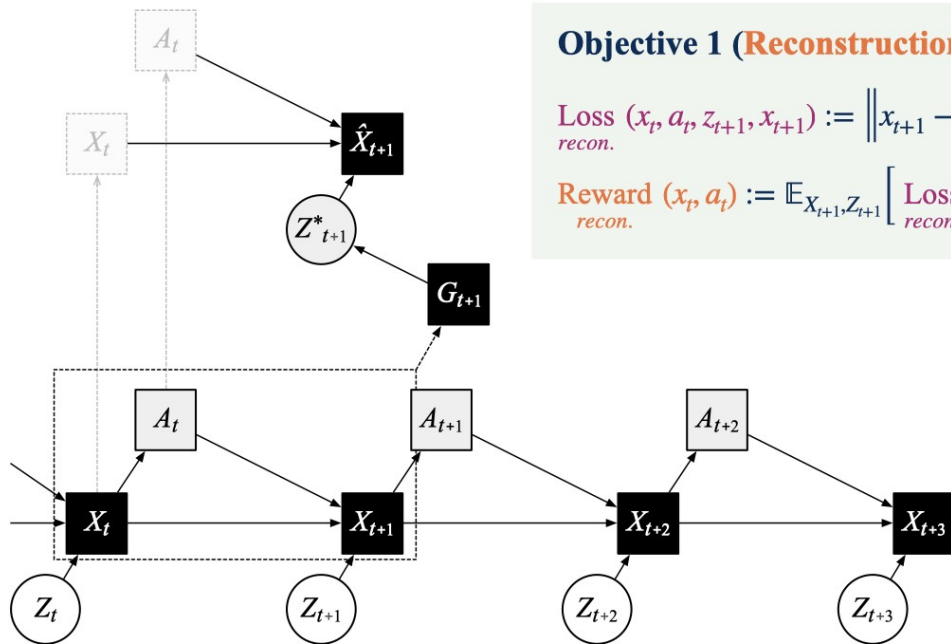 A_t
Objective 1 (Reconstruction
X_t
X̂_{t+1}
Loss (x_t, a_t, z_{t+1}, x_{t+1}) := ‖x_{t+1} −
recon.
Reward (x_t, a_t) := 𝔼_{X_{t+1}, Z_{t+1}}[ Loss
recon. recon
Z*_{t+1}
G_{t+1}
A_t A_{t+1} A_{t+2}
X_t X_{t+1} X_{t+2} X_{t+3}
Z_t Z_{t+1} Z_{t+2} Z_{t+3}